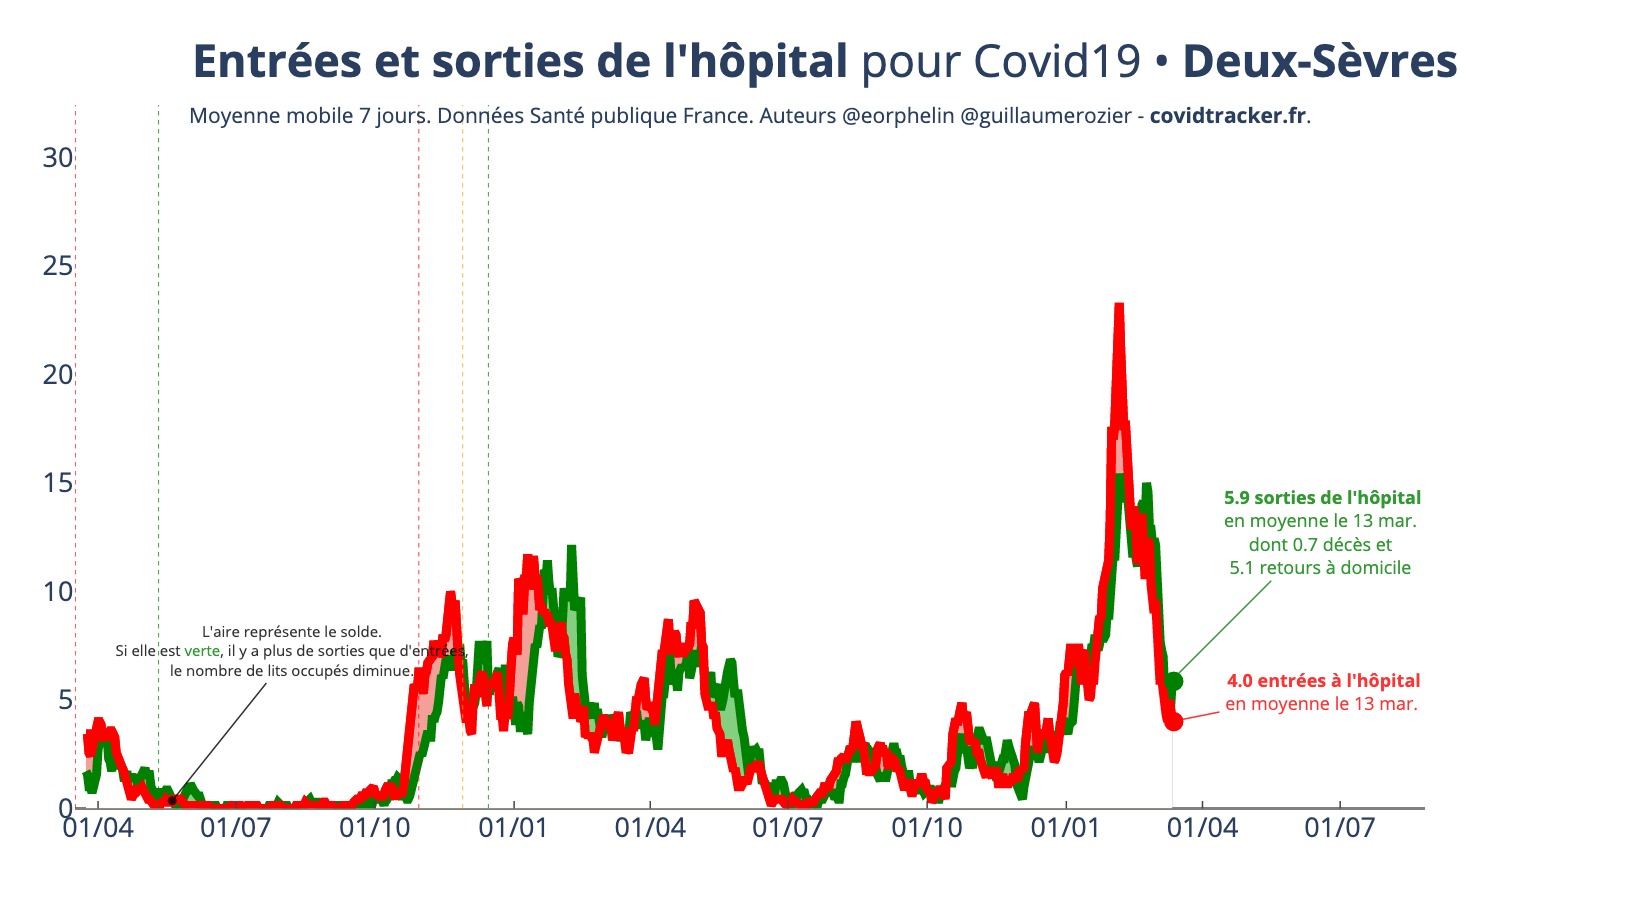 Entrées et sorties de l'hôpital pour Covid19 • Deux-Sèvres
Moyenne mobile 7 jours. Données Santé publique France. Auteurs @eorphelin @guillaumerozier - covidtracker.fr.
30
25
20
15
10
5
0
L'aire représente le solde.
Si elle est verte, il y a plus de sorties que d'entrées,
le nombre de lits occupés diminue.
5.9 sorties de l'hôpital
en moyenne le 13 mar.
dont 0.7 décès et
5.1 retours à domicile
4.0 entrées à l'hôpital
en moyenne le 13 mar.
01/04 01/07 01/10 01/01 01/04 01/07 01/10 01/01 01/04 01/07